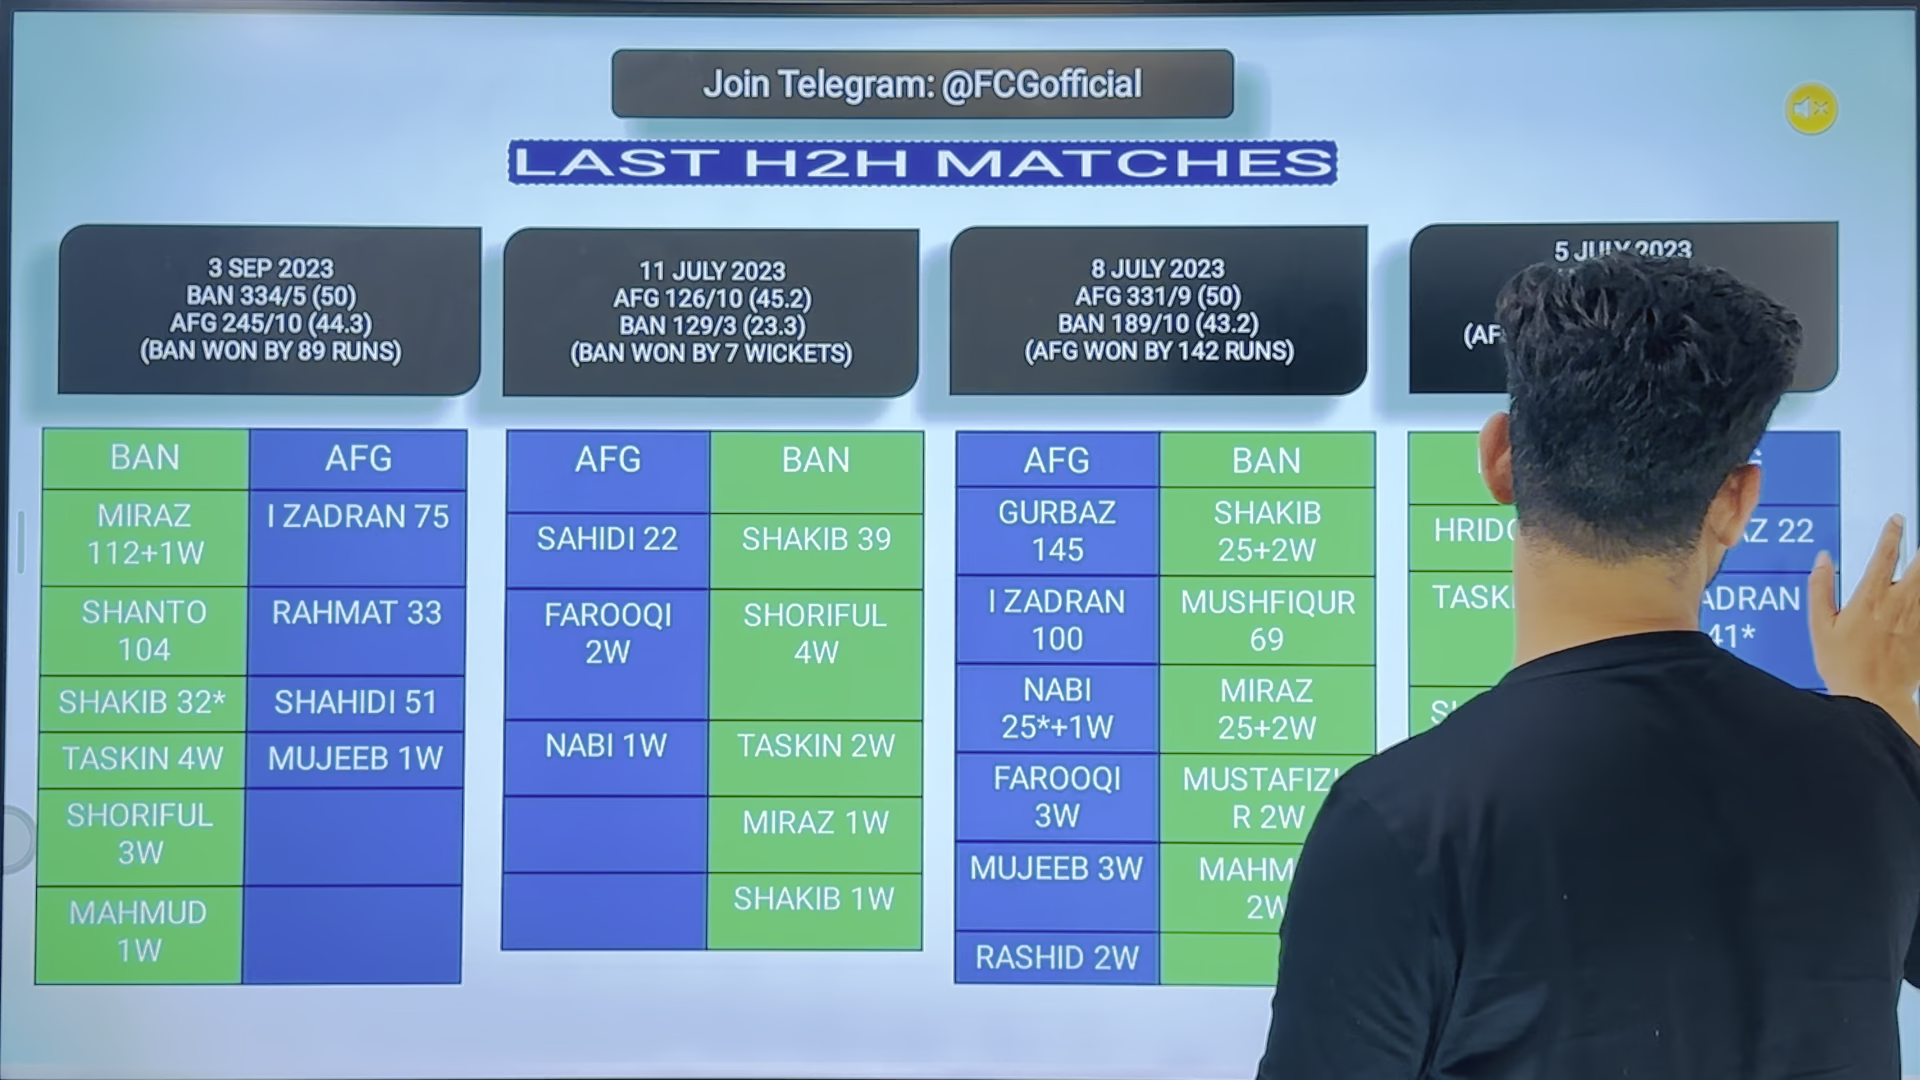 Join Telegram: @FCGofficial
LAST H2H MATCHES
3 SEP 2023
BAN 334/5 (50)
AFG 245/10 (44.3)
(BAN WON BY 89 RUNS)
BAN AFG
MIRAZ
112+1W
I ZADRAN 75
SHANTO
104
RAHMAT 33
SHAKIB 32* SHAHIDI 51
TASKIN 4W MUJEEB 1W
SHORIFUL
3W
MAHMUD
1W
11 JULY 2023
AFG 126/10 (45.2)
BAN 129/3 (23.3)
(BAN WON BY 7 WICKETS)
AFG BAN
SAHIDI 22 SHAKIB 39
FAROOQI
2W
SHORIFUL
4W
NABI 1W TASKIN 2W
MIRAZ 1W
SHAKIB 1W
8 JULY 2023
AFG 331/9 (50)
BAN 189/10 (43.2)
(AFG WON BY 142 RUNS)
AFG BAN
GURBAZ
145
SHAKIB
25+2W
I ZADRAN
100
MUSHFIQUR
69
NABI
25*+1W
MIRAZ
25+2W
FAROOQI
3W
R 2W
MUJEEB 3W
RASHID 2W
5 JULY 2023
22
41*